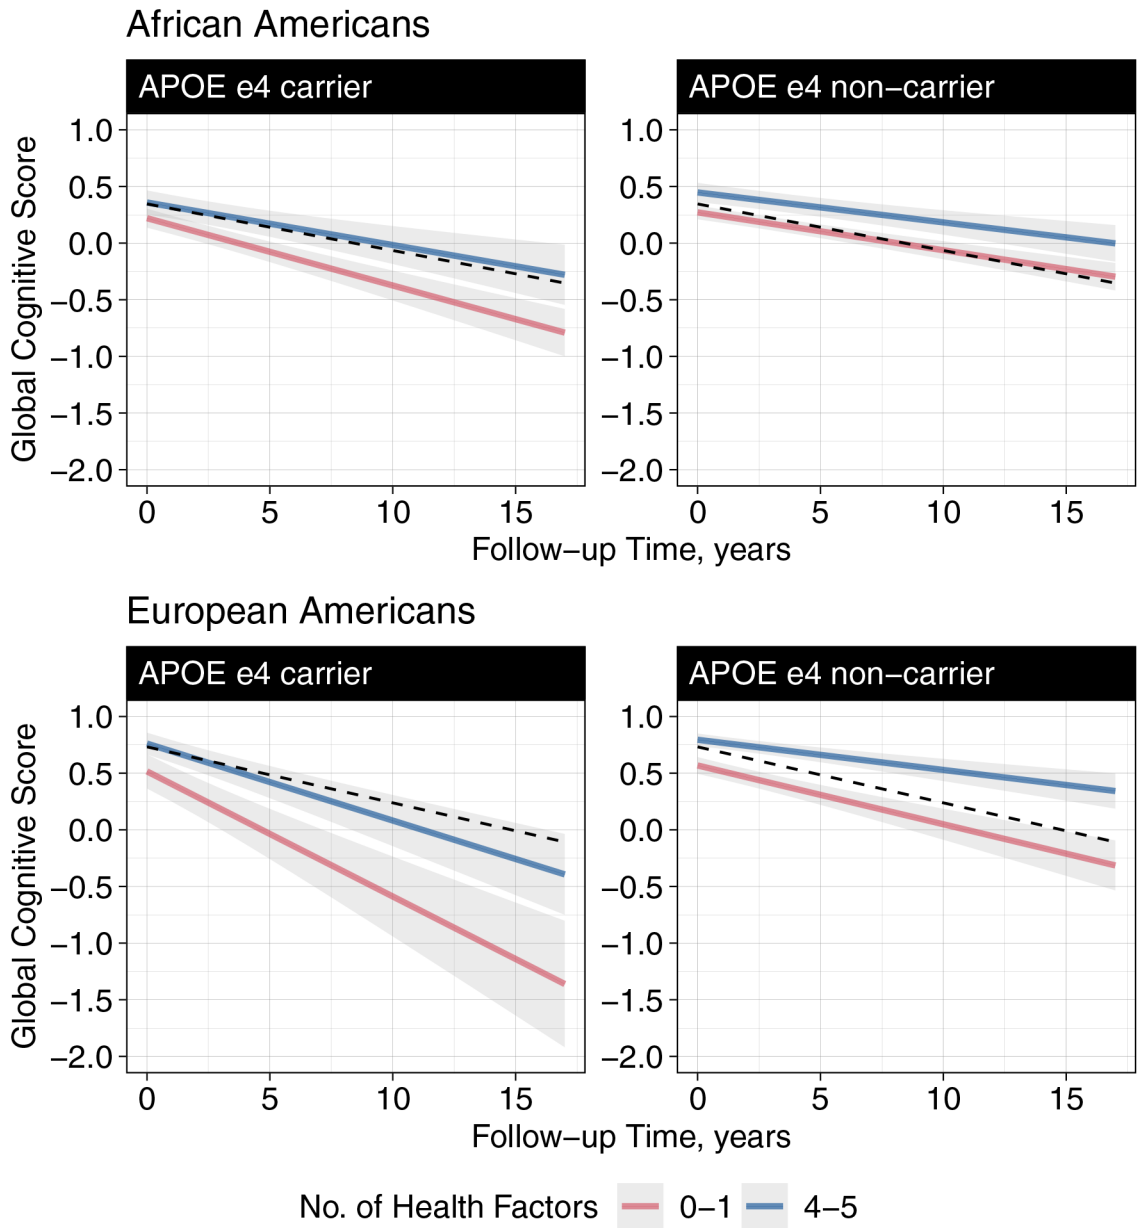 African Americans
APOE e4 carrier
APOE e4 non−carrier
Global Cognitive Score
1.0
0.5
0.0
−0.5
−1.0
−1.5
−2.0
0 5 10 15
1.0
0.5
0.0
−0.5
−1.0
−1.5
−2.0
0 5 10 15
Follow−up Time, years
European Americans
APOE e4 carrier
APOE e4 non−carrier
Global Cognitive Score
1.0
0.5
0.0
−0.5
−1.0
−1.5
−2.0
0 5 10 15
1.0
0.5
0.0
−0.5
−1.0
−1.5
−2.0
0 5 10 15
Follow−up Time, years
No. of Health Factors 0−1 4−5